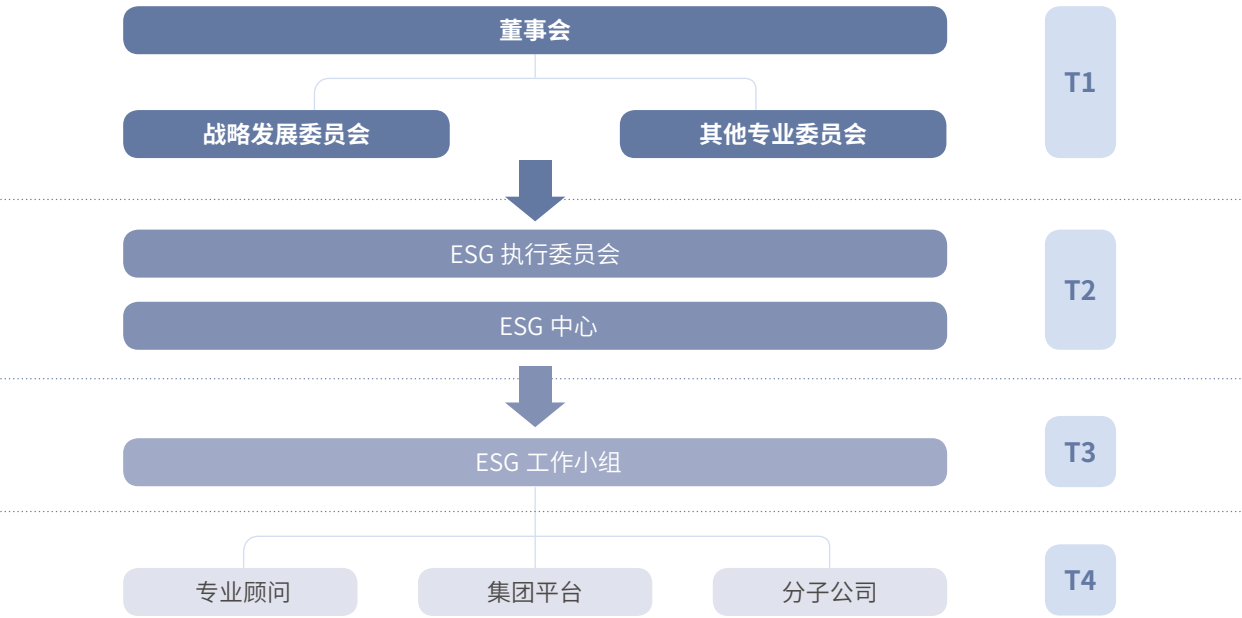 董事会
T1
战略发展委员会
其他专业委员会
ESG 执行委员会
T2
ESG 中心
ESG 工作小组
T3
专业顾问
集团平台
分子公司
T4